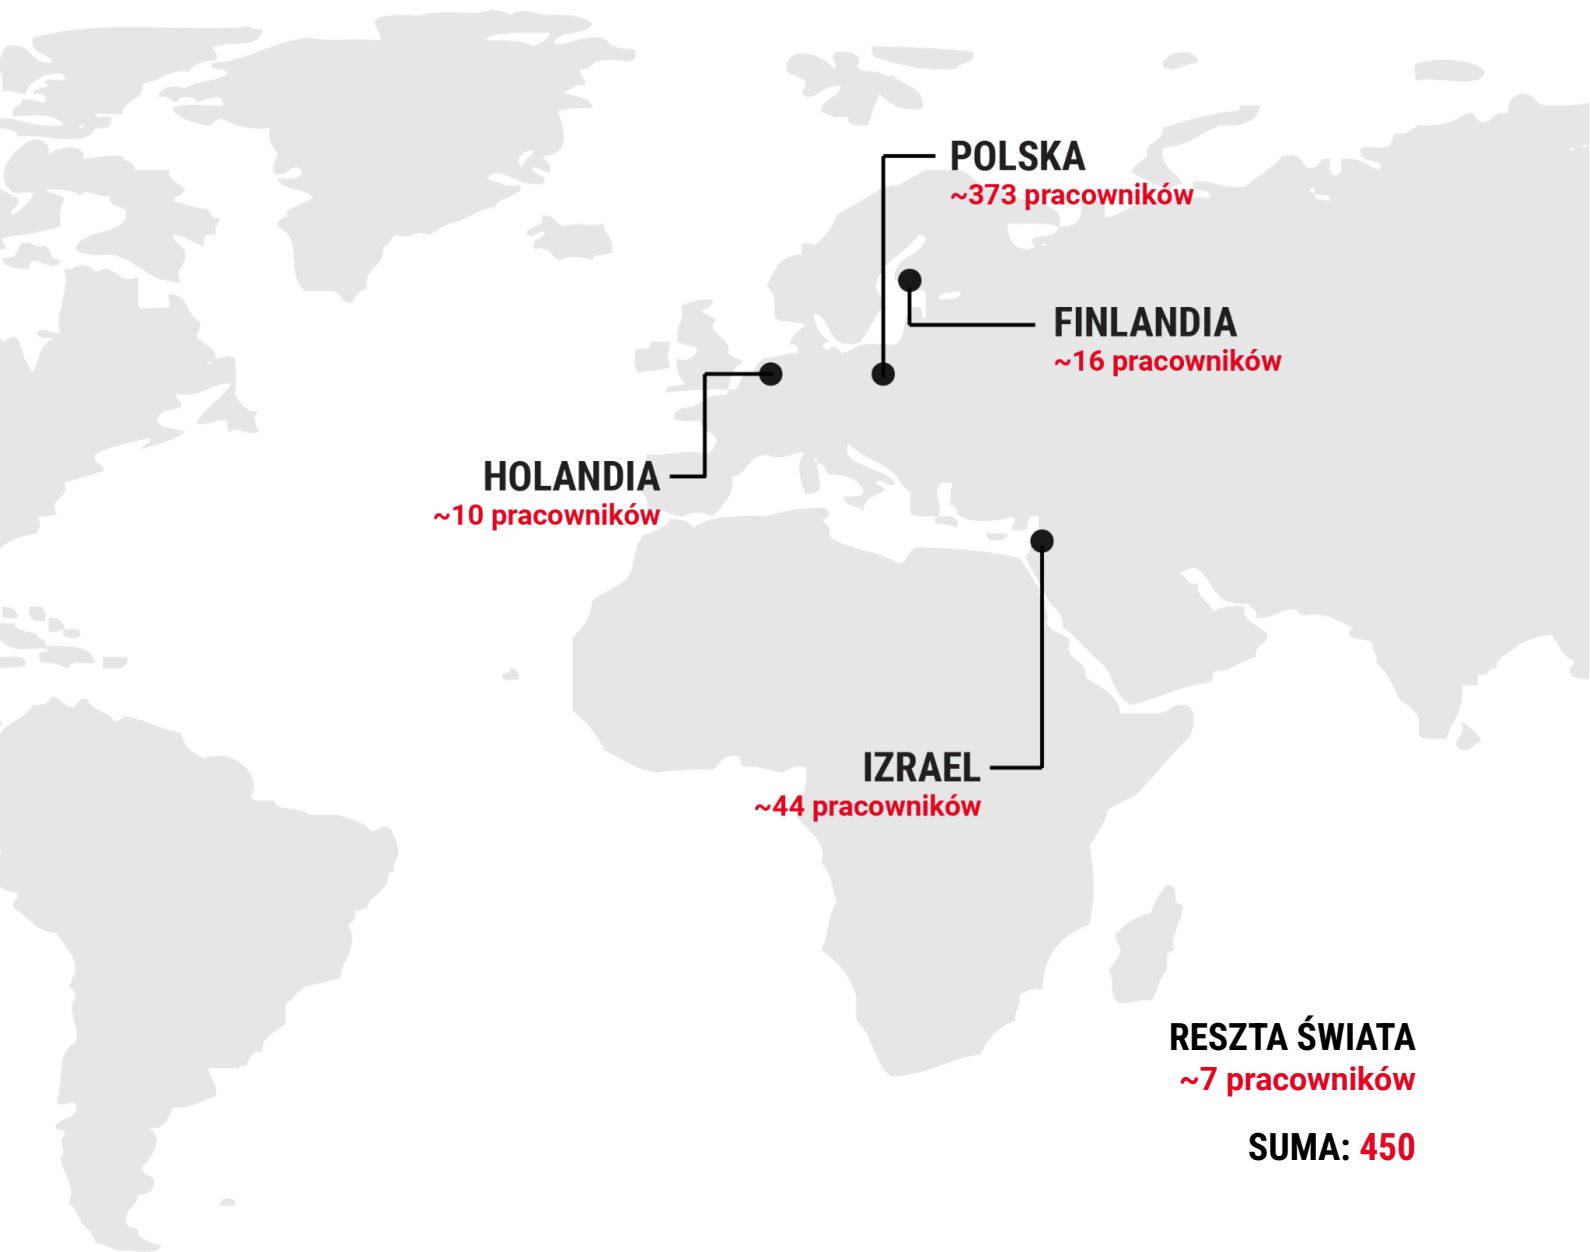 POLSKA
~373 pracowników
FINLANDIA
~16 pracowników
HOLANDIA
~10 pracowników
IZRAEL
~44 pracowników
RESZTA ŚWIATA
~7 pracowników
SUMA: 450